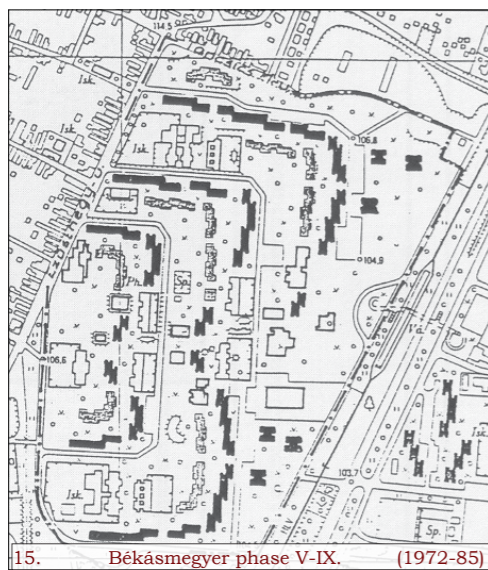 114.5
Isk.
Isk.
Isk.
106.8
104.9
Ph.
106.6
103.7
Isk.
Sp.
15. Békásmegyer phase V-IX. (1972-85)